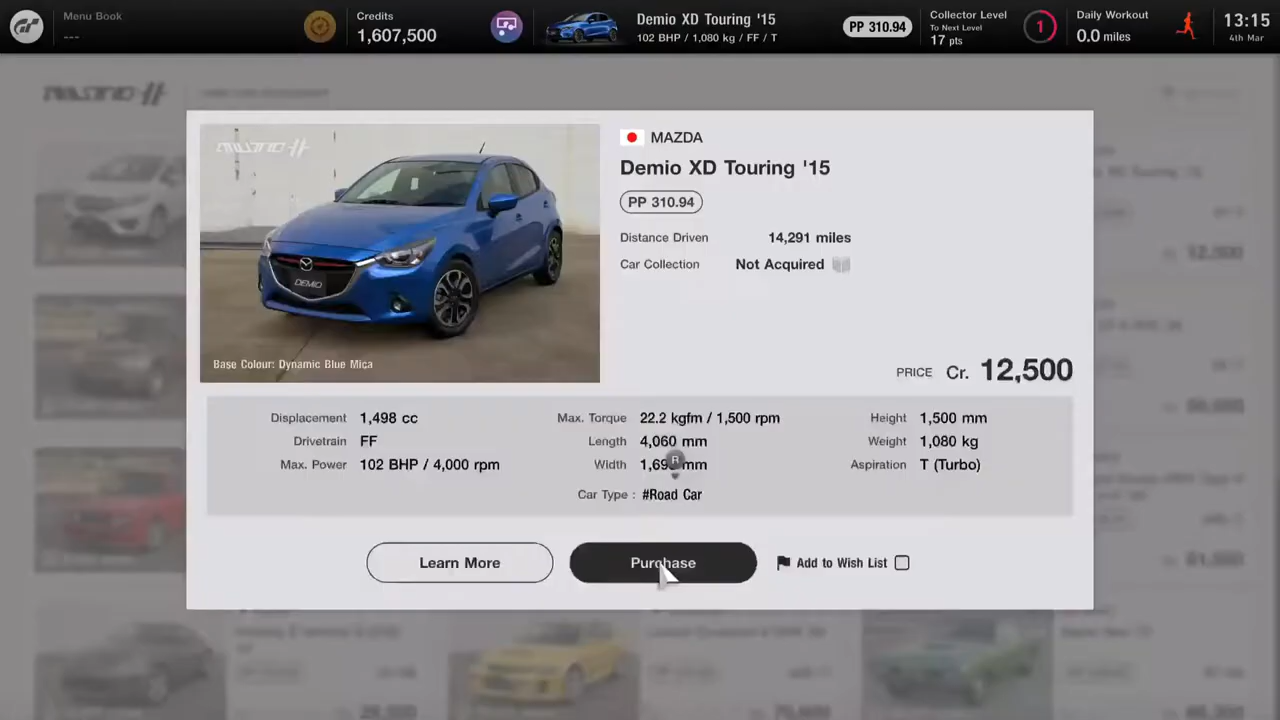 Menu Book
---
Credits
1,607,500
Demio XD Touring '15
102 BHP / 1,080 kg / FF / T
PP 310.94
Collector Level
To Next Level
17 pts
1
Daily Workout
0.0 miles
13:15
4th Mar
MAZDA
Demio XD Touring '15
PP 310.94
Distance Driven 14,291 miles
Car Collection Not Acquired
DEMIO
Base Colour: Dynamic Blue Mica
PRICE Cr. 12,500
Displacement 1,498 cc
Drivetrain FF
Max. Power 102 BHP / 4,000 rpm
Max. Torque 22.2 kgfm / 1,500 rpm
Length 4,060 mm
Width mm
R
Height 1,500 mm
Weight 1,080 kg
Aspiration T (Turbo)
Car Type : #Road Car
Learn More
Purchase
Add to Wish List